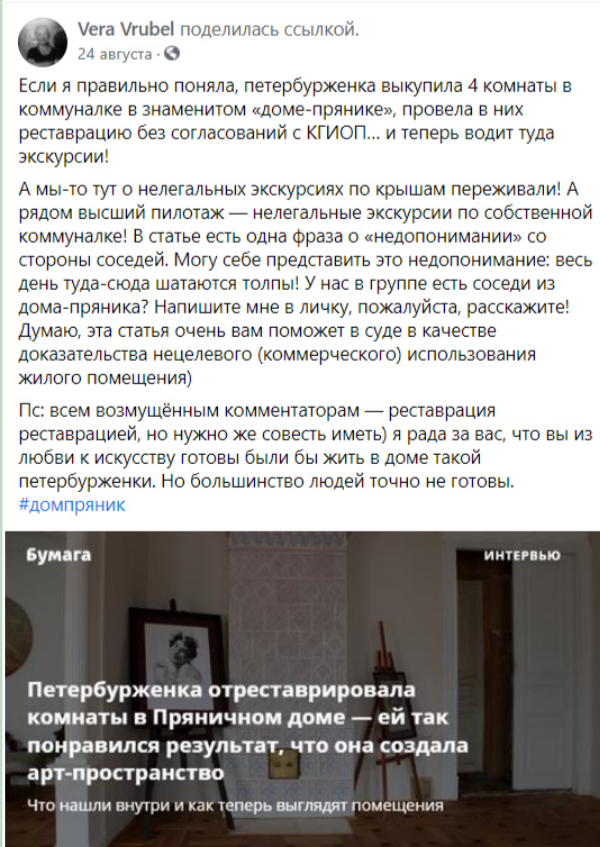 Vera Vrubel поделилась ссылкой.
24 августа ·
Если я правильно поняла, петербурженка выкупила 4 комнаты в
коммуналке в знаменитом «доме-прянике», провела в них
реставрацию без согласований с КГИОП... и теперь водит туда
экскурсии!
А мы-то тут о нелегальных экскурсиях по крышам переживали! А
рядом высший пилотаж — нелегальные экскурсии по собственной
коммуналке! В статье есть одна фраза о «недопонимании» со
стороны соседей. Могу себе представить это недопонимание: весь
день туда-сюда шатаются толпы! У нас в группе есть соседи из
дома-пряника? Напишите мне в личку, пожалуйста, расскажите!
Думаю, эта статья очень вам поможет в суде в качестве
доказательства нецелевого (коммерческого) использования
жилого помещения)
Пс: всем возмущённым комментаторам — реставрация
реставрацией, но нужно же совесть иметь) я рада за вас, что вы из
любви к искусству готовы были бы жить в доме такой
петербурженки. Но большинство людей точно не готовы.
#домпряник
Бумага
ИНТЕРВЬЮ
Петербурженка отреставрировала
комнаты в Пряничном доме — ей так
понравился результат, что она создала
арт-пространство
Что нашли внутри и как теперь выглядят помещения